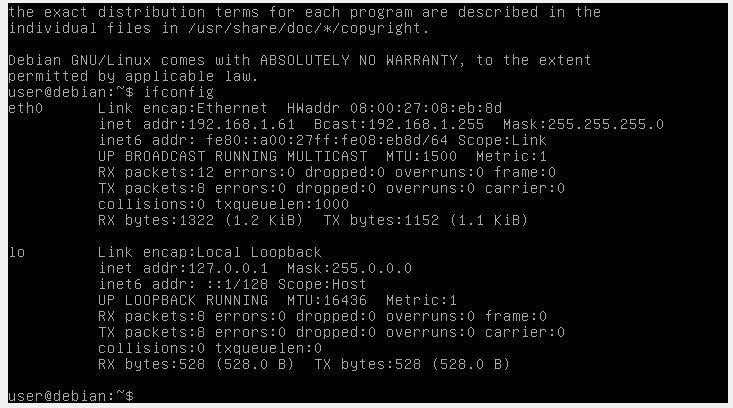 the exact distribution terms for each program are described in the
individual files in /usr/share/doc/*/copyright.
Debian GNU/Linux comes with ABSOLUTELY NO WARRANTY, to the extent
permitted by applicable law.
user@debian:~$ ifconfig
eth0 Link encap:Ethernet HWaddr 08:00:27:08:eb:8d
inet addr:192.168.1.61 Bcast:192.168.1.255 Mask:255.255.255.0
inet6 addr: fe80::a00:27ff:fe08:eb8d/64 Scope:Link
UP BROADCAST RUNNING MULTICAST MTU:1500 Metric:1
RX packets:12 errors:0 dropped:0 overruns:0 frame:0
TX packets:8 errors:0 dropped:0 overruns:0 carrier:0
collisions:0 txqueuelen:1000
RX bytes:1322 (1.2 KiB) TX bytes:1152 (1.1 KiB)
lo Link encap:Local Loopback
inet addr:127.0.0.1 Mask:255.0.0.0
inet6 addr: ::1/128 Scope:Host
UP LOOPBACK RUNNING MTU:16436 Metric:1
RX packets:8 errors:0 dropped:0 overruns:0 frame:0
TX packets:8 errors:0 dropped:0 overruns:0 carrier:0
collisions:0 txqueuelen:0
RX bytes:528 (528.0 B) TX bytes:528 (528.0 B)
user@debian:~$